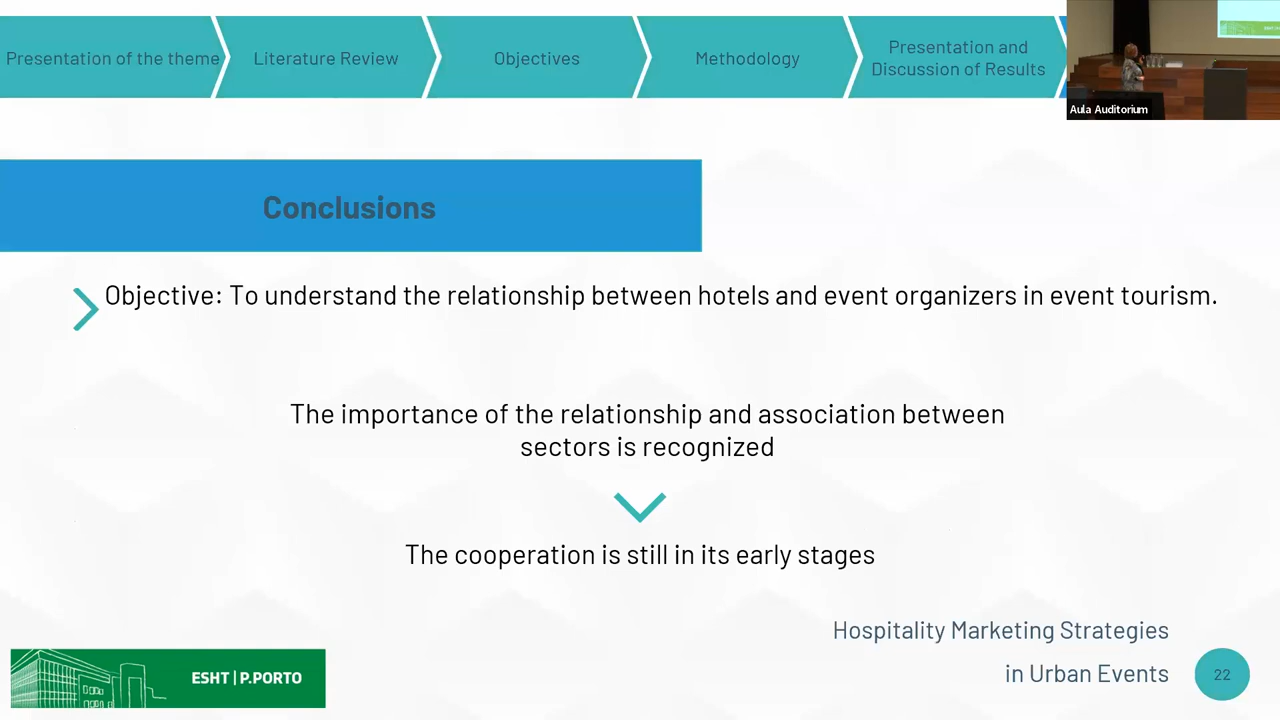 Presentation of the theme
Literature Review
Objectives
Methodology
Presentation and
Discussion of Results
Aula Auditorium
Conclusions
Objective: To understand the relationship between hotels and event organizers in event tourism.
The importance of the relationship and association between
sectors is recognized
The cooperation is still in its early stages
Hospitality Marketing Strategies
in Urban Events
22
ESHT | P.PORTO